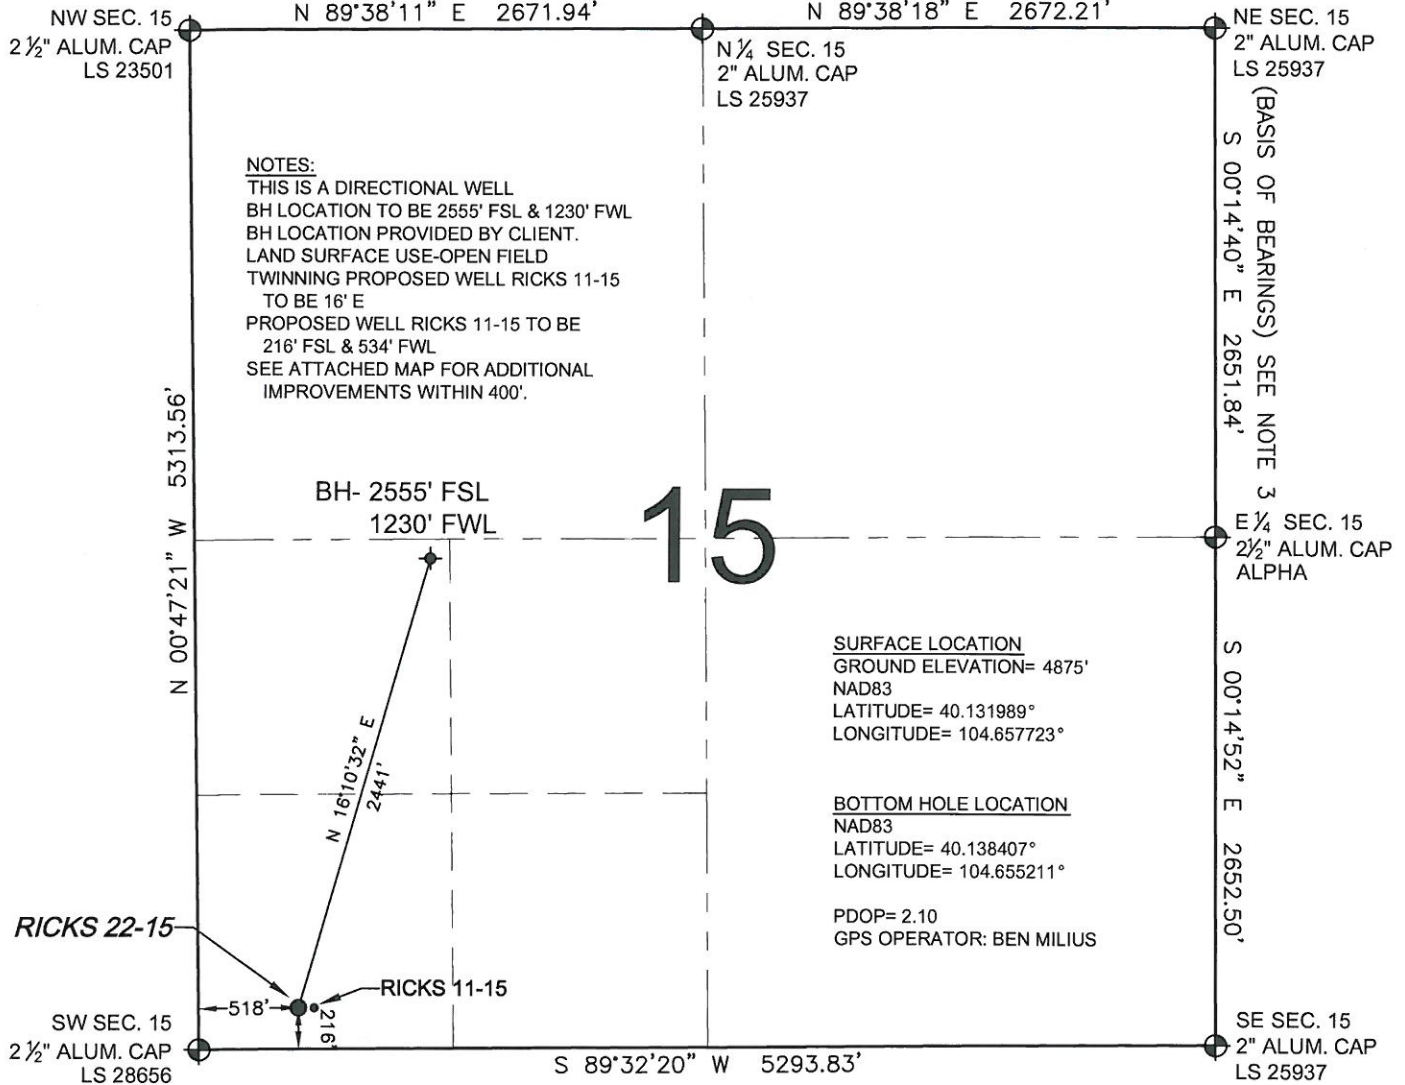 N 89°38'11" E 2671.94'
N 89°38'18" E 2672.21'
NW SEC. 15
2 ½" ALUM. CAP
LS 23501
N ¼ SEC. 15
2" ALUM. CAP
LS 25937
NE SEC. 15
2" ALUM. CAP
LS 25937
(BASIS OF BEARINGS) SEE NOTE 3
S 00°14'40" E 2651.84'
NOTES:
THIS IS A DIRECTIONAL WELL
BH LOCATION TO BE 2555' FSL & 1230' FWL
BH LOCATION PROVIDED BY CLIENT.
LAND SURFACE USE-OPEN FIELD
TWINNING PROPOSED WELL RICKS 11-15
TO BE 16' E
PROPOSED WELL RICKS 11-15 TO BE
216' FSL & 534' FWL
SEE ATTACHED MAP FOR ADDITIONAL
IMPROVEMENTS WITHIN 400'.
N 00°47'21" W 5313.56'
BH- 2555' FSL
1230' FWL
15
E ¼ SEC. 15
2½" ALUM. CAP
ALPHA
SURFACE LOCATION
GROUND ELEVATION= 4875'
NAD83
LATITUDE= 40.131989°
LONGITUDE= 104.657723°
BOTTOM HOLE LOCATION
NAD83
LATITUDE= 40.138407°
LONGITUDE= 104.655211°
PDOP= 2.10
GPS OPERATOR: BEN MILIUS
S 00°14'52" E 2652.50'
N 16°10'32" E
2441'
RICKS 22-15
RICKS 11-15
518'
216'
SW SEC. 15
2 ½" ALUM. CAP
LS 28656
S 89°32'20" W 5293.83'
SE SEC. 15
2" ALUM. CAP
LS 25937